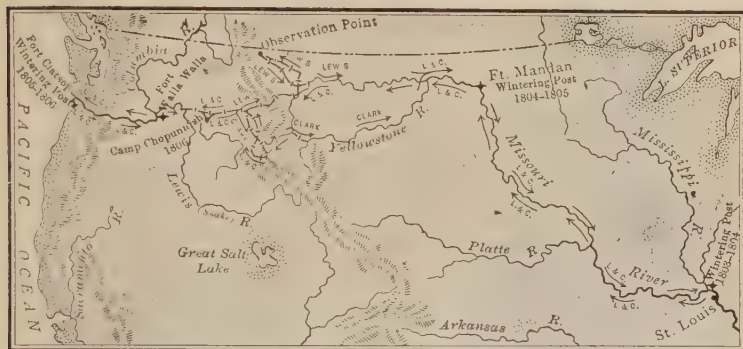 Observation Point
Fort Clatsop
Wintering Post
1805-1806
Fort
Walla Walla
Camp Chopunnish
1806
L & C.
LEWIS
LEWIS
L & C.
L & C.
Ft. Mandan
Wintering Post
1804-1805
L. SUPERIOR
CLARK
CLARK
Yellowstone
R.
Missouri
L & C.
L & C.
Mississippi
R.
Lewis
Snake R.
Great Salt
Lake
Sacramento R.
PACIFIC OCEAN
Platte R.
River
L & C.
L & C.
Wintering Post
1803-1804
St. Louis
Arkansas R.